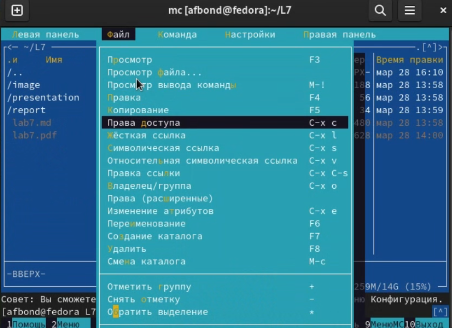 mc [afbond@fedora]:~/L7
Левая панель Файл Команда Настройки Правая панель
<— ~/L7 .[^]>
.и Имя Время правки
/.. мар 28 16:10
/image мар 28 13:58
/presentation мар 28 13:58
/report мар 28 13:59
lab7.md мар 28 13:58
lab7.pdf мар 28 14:00
Просмотр F3
Просмотр файла...
Просмотр вывода команды M-!
Правка F4
Копирование F5
Права доступа C-x c
Жёсткая ссылка C-x l
Символическая ссылка C-x s
Относительная символическая ссылка C-x v
Правка ссылки C-x C-s
Владелец/группа C-x o
Права (расширенные)
Изменение атрибутов C-x e
Переименование F6
Создание каталога F7
Удалить F8
Смена каталога M-c
Отметить группу +
Снять отметку -
Обратить выделение *
-ВВЕРХ-
/14G (15%)
Совет: Вы сможете Конфигурация.
[afbond@fedora L7 [^]
1Помощь 2Меню 9МенюMC 10Выход